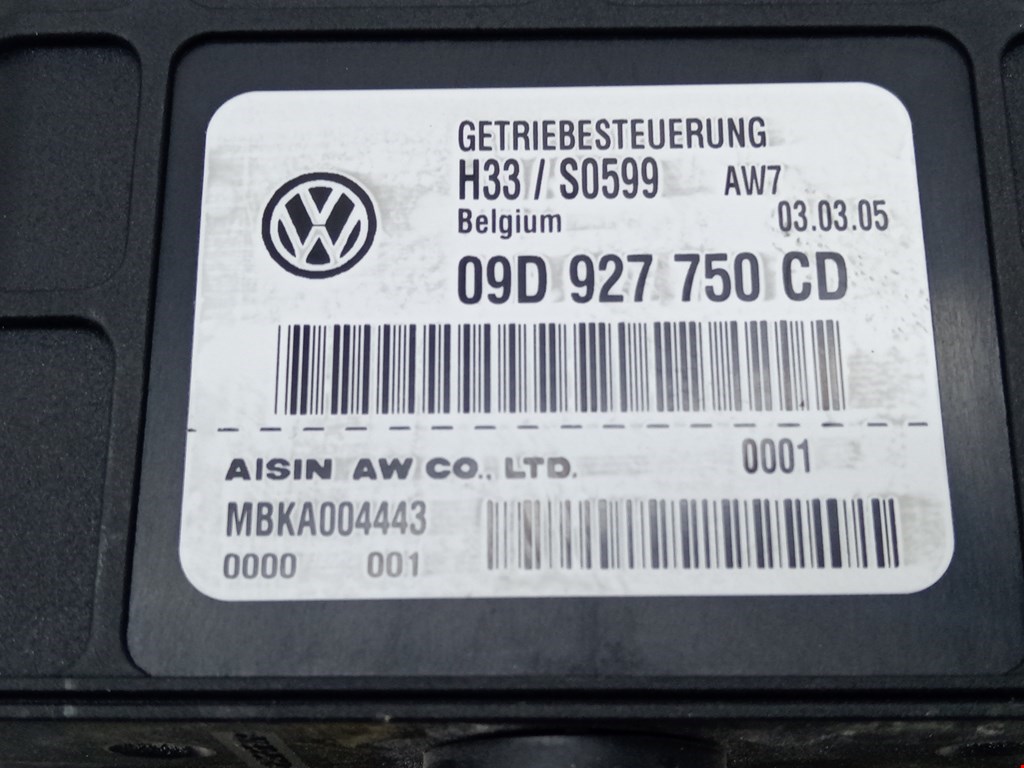 GETRIEBESTEUERUNG
H33 / S0599 AW7
Belgium 03.03.05
09D 927 750 CD
AISIN AW CO., LTD. 0001
MBKA004443
0000 001